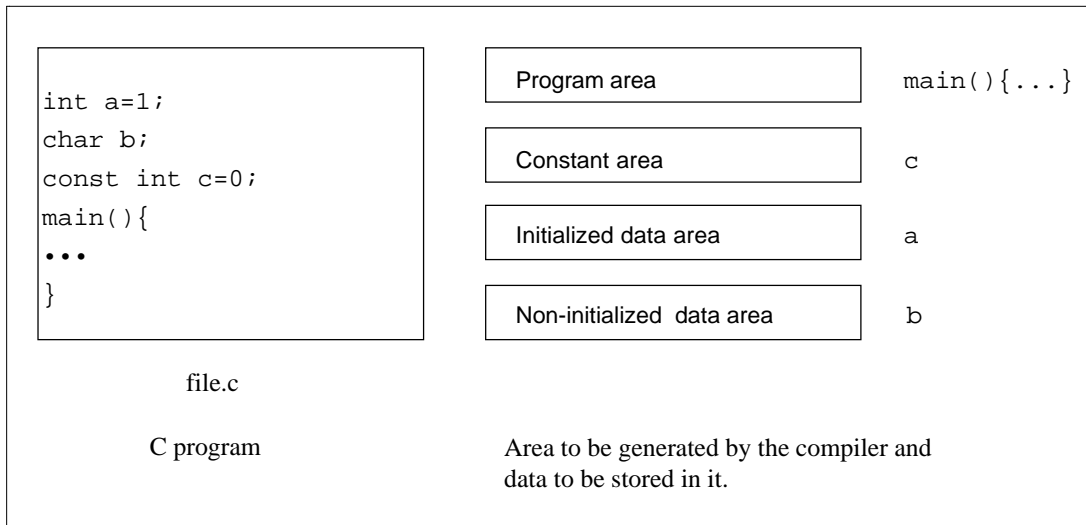 int a=1;
char b;
const int c=0;
main(){
•••
}
file.c
C program
Program area main(){...}
Constant area c
Initialized data area a
Non-initialized data area b
Area to be generated by the compiler and
data to be stored in it.